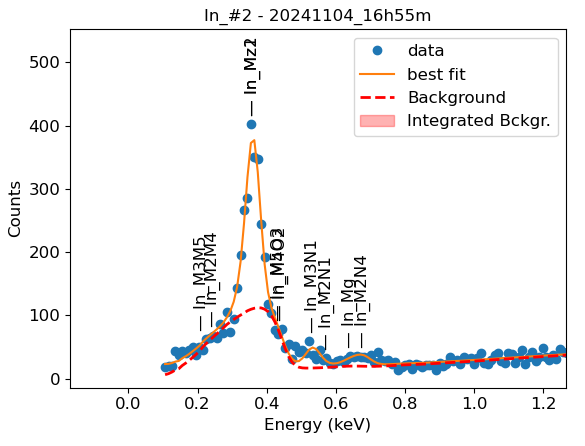 In_#2 - 20241104_16h55m
data
best fit
Background
Integrated Bckgr.
In_M3M5
In_M2M4
In_M3N1
In_M2N1
In_Mg
In_M2N4
Counts
500
400
300
200
100
0
0.0 0.2 0.4 0.6 0.8 1.0 1.2
Energy (keV)